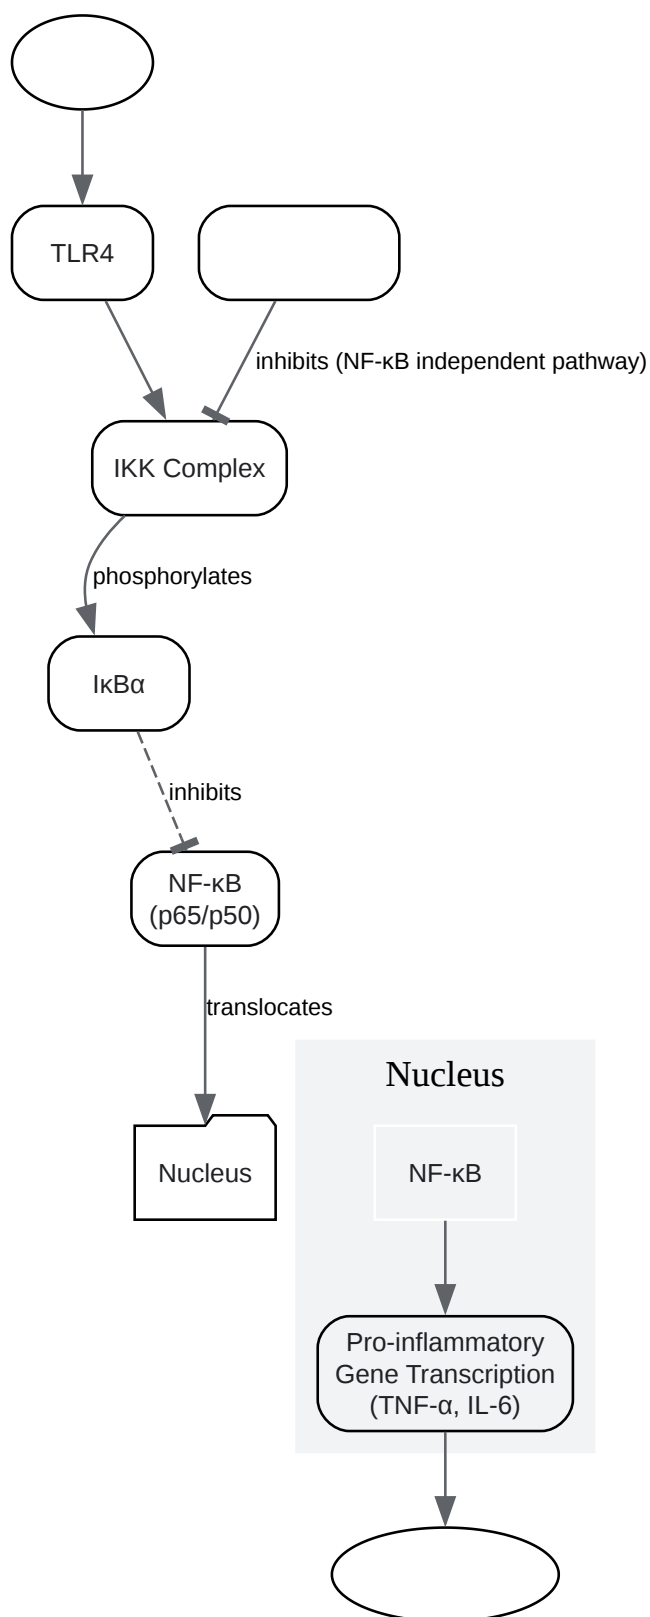 TLR4
inhibits (NF-κB independent pathway)
IKK Complex
phosphorylates
IκBα
inhibits
NF-κB
(p65/p50)
translocates
Nucleus
Nucleus
NF-κB
Pro-inflammatory
Gene Transcription
(TNF-α, IL-6)